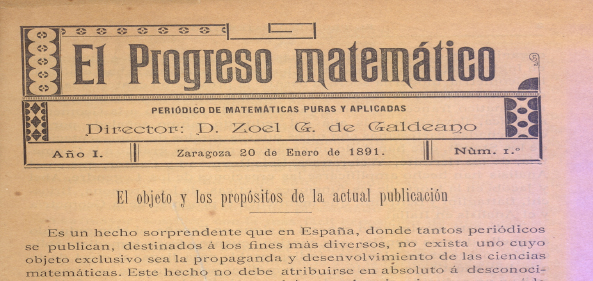 El Progreso matemático
PERIÓDICO DE MATEMÁTICAS PURAS Y APLICADAS
Director: D. Zoel G. de Galdeano
Año I.
Zaragoza 20 de Enero de 1891.
Núm. 1.º
El objeto y los propósitos de la actual publicación
Es un hecho sorprendente que en España, donde tantos periódicos
se publican, destinados á los fines más diversos, no exista uno cuyo
objeto exclusivo sea la propaganda y desenvolvimiento de las ciencias
matemáticas. Este hecho no debe atribuirse en absoluto á desconoci-